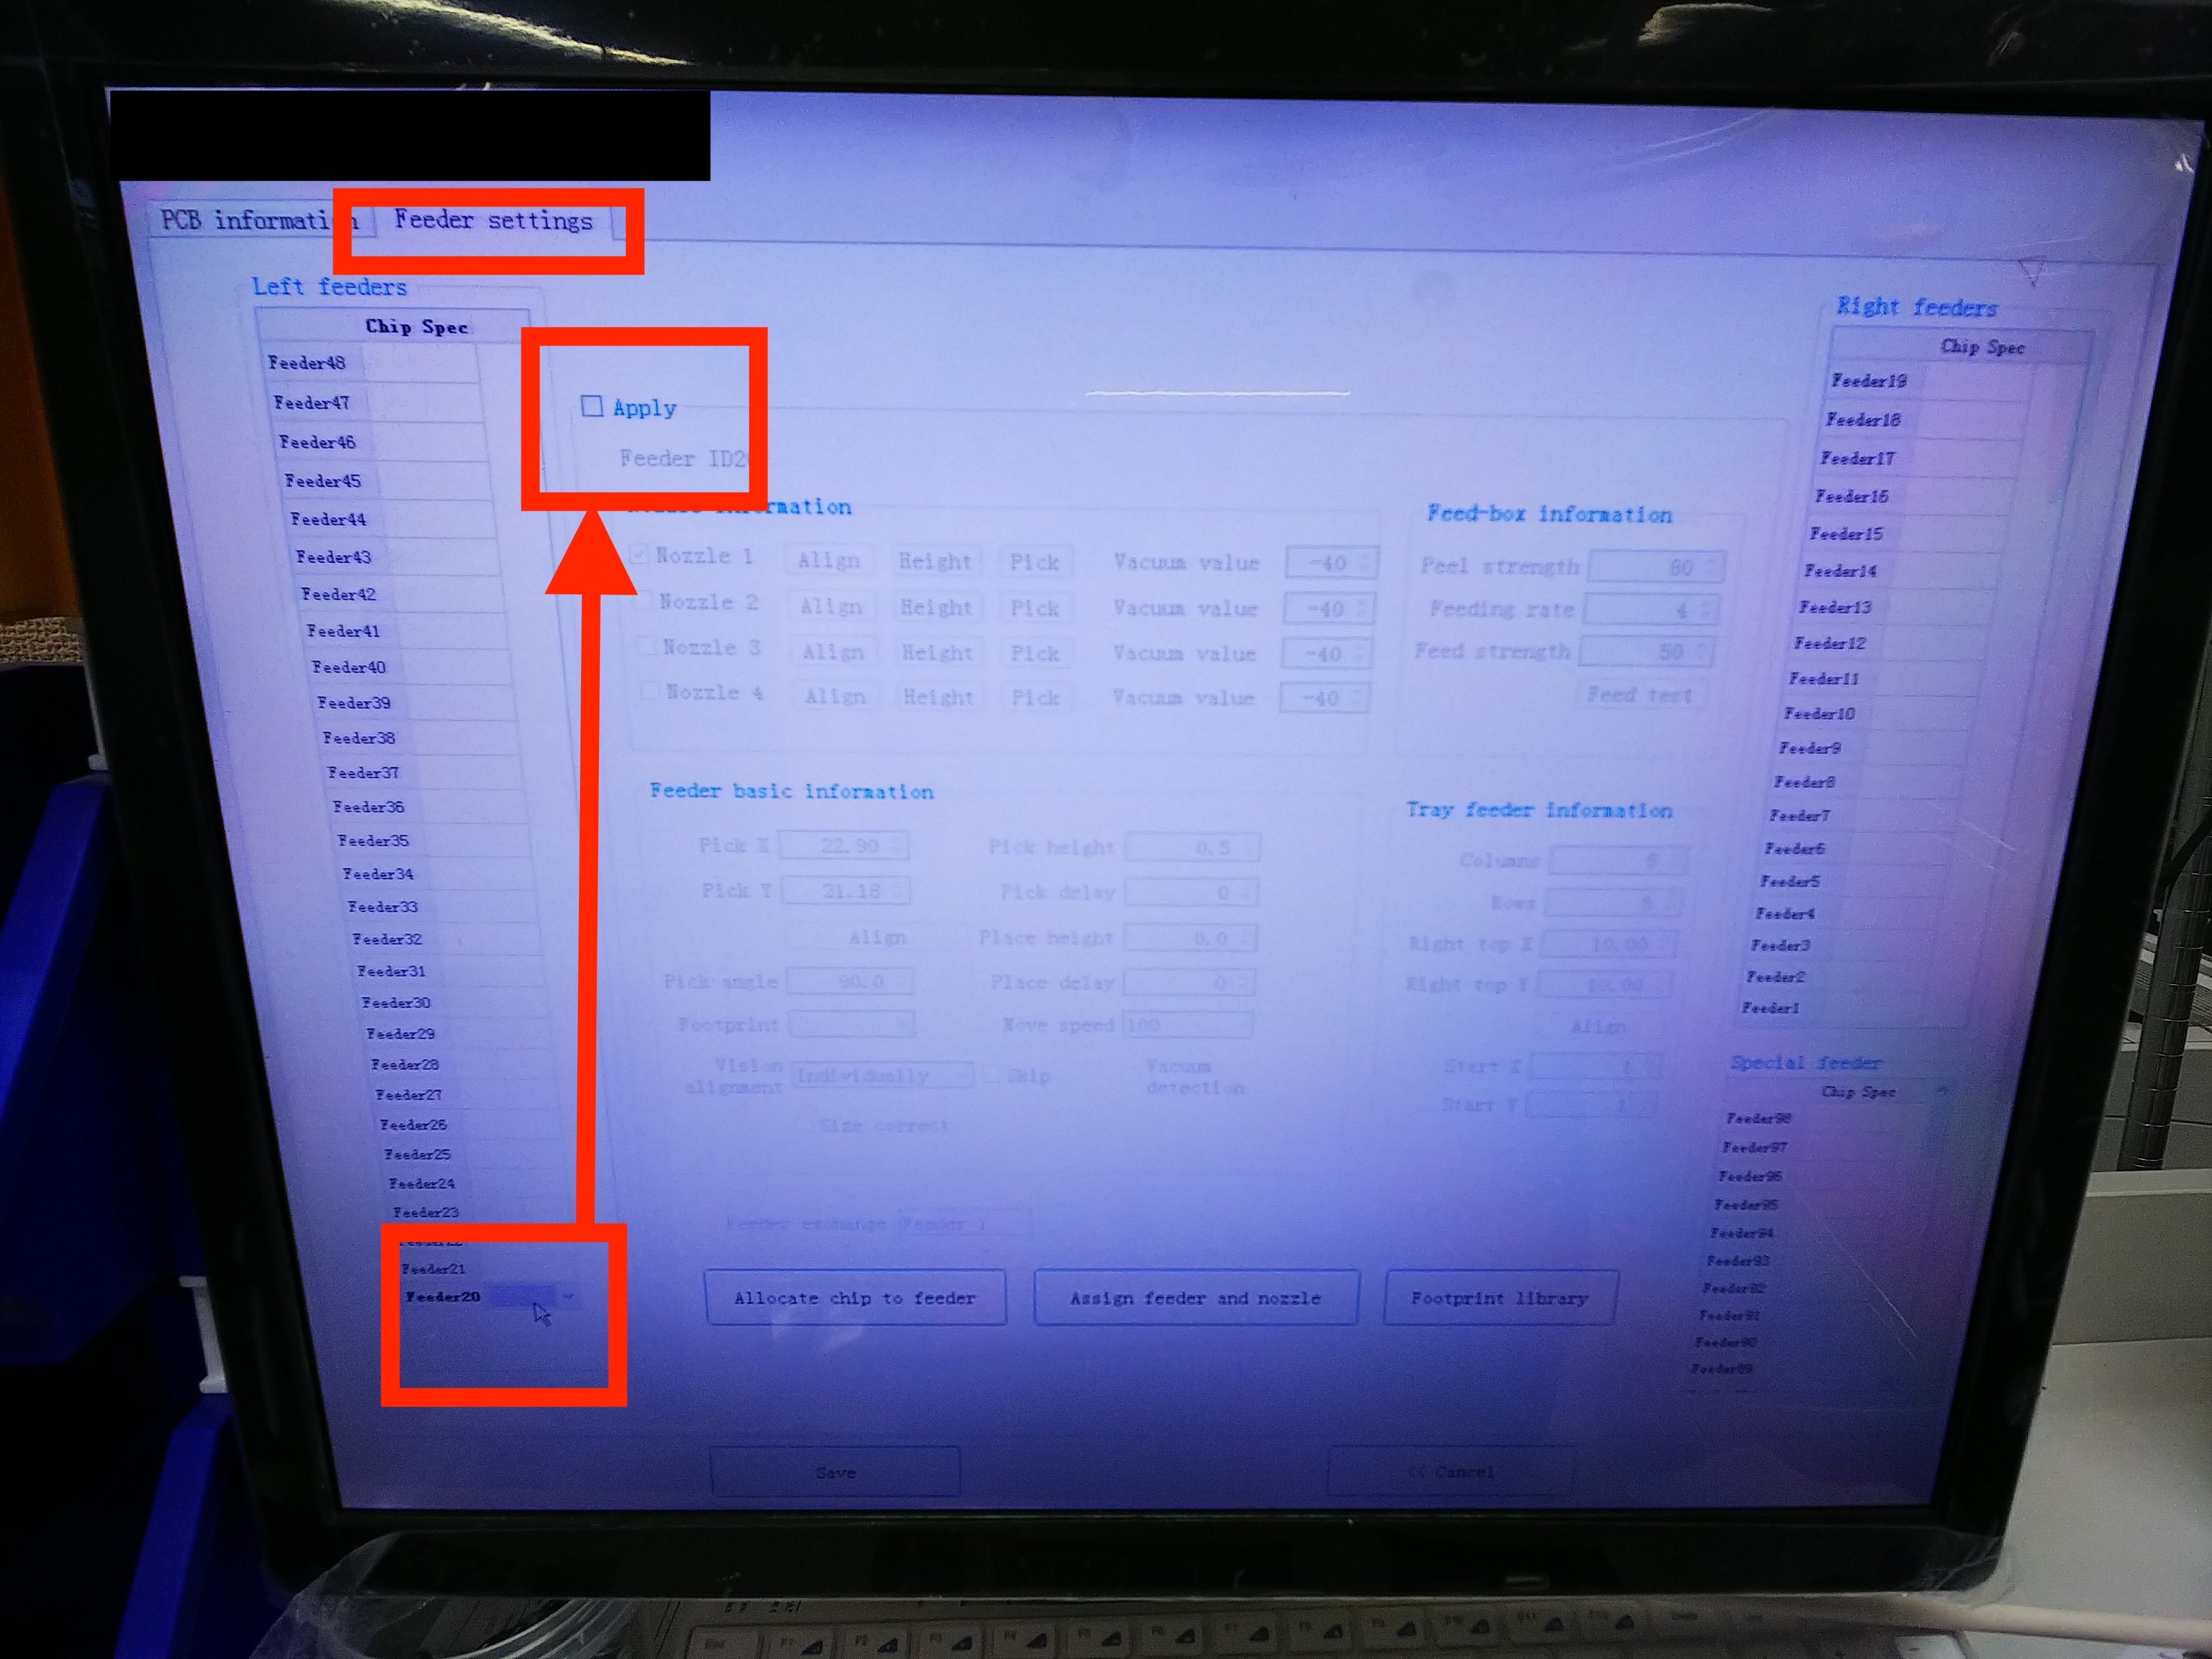 PCB informati n
Feeder settings
Left feeders
Chip Spec
Feeder48
Feeder47
Feeder46
Feeder45
Feeder44
Feeder43
Feeder42
Feeder41
Feeder40
Feeder39
Feeder38
Feeder37
Feeder36
Feeder35
Feeder34
Feeder33
Feeder32
Feeder31
Feeder30
Feeder29
Feeder28
Feeder27
Feeder26
Feeder25
Feeder24
Feeder23
Feeder22
Feeder21
Feeder20
Apply
Feeder ID2
Nozzle information
Nozzle 1 Align Height Pick Vacuum value -40
Nozzle 2 Align Height Pick Vacuum value -40
Nozzle 3 Align Height Pick Vacuum value -40
Nozzle 4 Align Height Pick Vacuum value -40
Feed-box information
Peel strength 80
Feeding rate 4
Feed strength 50
Feed test
Feeder basic information
Pick X 22.90 Pick height 0.5
Pick Y 21.18 Pick delay 0
Align Place height 0.0
Pick angle 90.0 Place delay 0
Footprint Move speed 100
Vision alignment Individually Skip Vacuum detection
Size correct
Feeder exchange Feeder 1
Tray feeder information
Columns 5
Rows 5
Right top X 10.00
Right top Y 10.00
Align
Start X 1
Start Y 1
Allocate chip to feeder
Assign feeder and nozzle
Footprint library
Save
<< Cancel
Right feeders
Chip Spec
Feeder19
Feeder18
Feeder17
Feeder16
Feeder15
Feeder14
Feeder13
Feeder12
Feeder11
Feeder10
Feeder9
Feeder8
Feeder7
Feeder6
Feeder5
Feeder4
Feeder3
Feeder2
Feeder1
Special feeder
Chip Spec
Feeder98
Feeder97
Feeder96
Feeder95
Feeder94
Feeder93
Feeder92
Feeder91
Feeder90
Feeder89